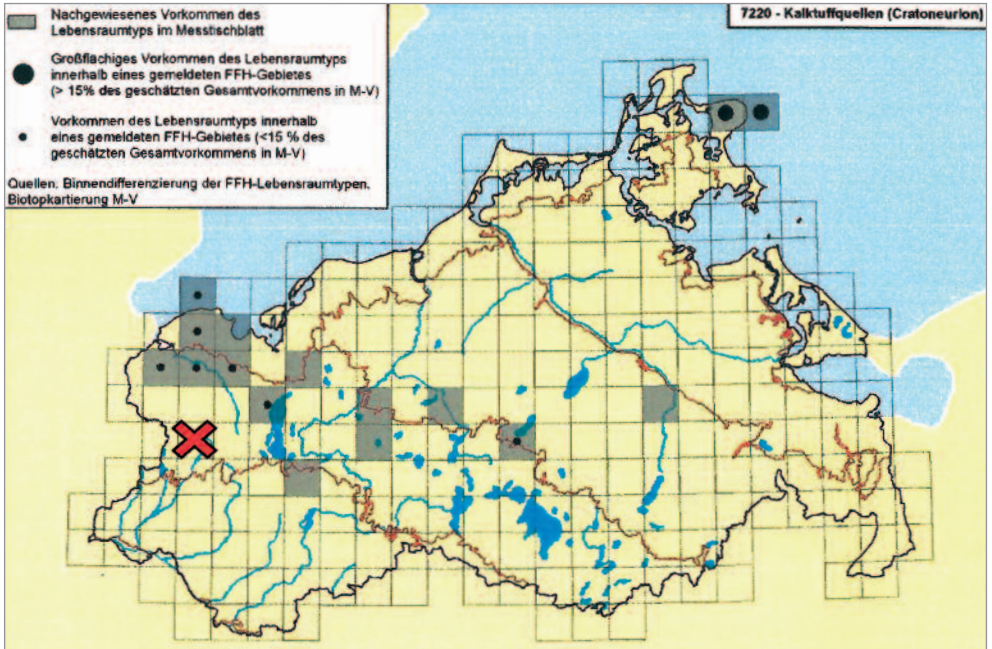 Nachgewiesenes Vorkommen des
Lebensraumtyps im Messtischblatt
Großflächiges Vorkommen des Lebensraumtyps
innerhalb eines gemeldeten FFH-Gebietes
(> 15% des geschätzten Gesamtvorkommens in M-V)
Vorkommen des Lebensraumtyps innerhalb
eines gemeldeten FFH-Gebietes (<15 % des
geschätzten Gesamtvorkommens in M-V)
Quellen: Binnendifferenzierung der FFH-Lebensraumtypen,
Biotopkartierung M-V
7220 - Kalktuffquellen (Cratoneurion)